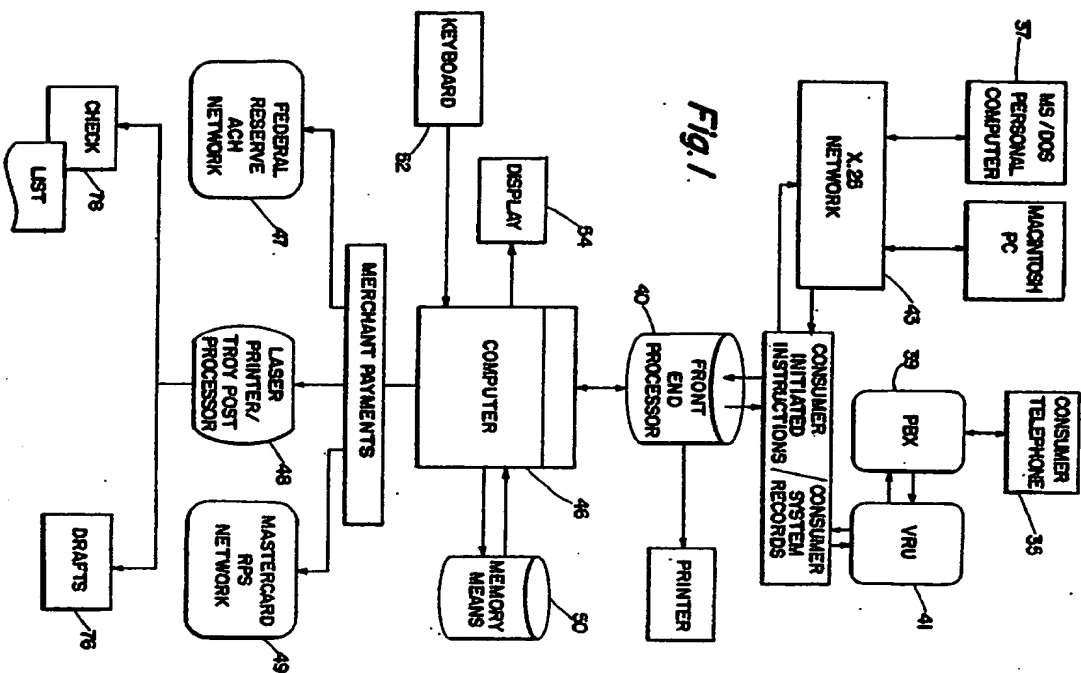 Fig. 1
37
MS/DOS
PERSONAL
COMPUTER
MACINTOSH
PC
CONSUMER
TELEPHONE
35
X.25
NETWORK
43
39
PBX
VRU
41
CONSUMER
INITIATED
INSTRUCTIONS
/
CONSUMER
SYSTEM
RECORDS
40
FRONT
END
PROCESSOR
PRINTER
KEYBOARD
52
DISPLAY
54
COMPUTER
46
MEMORY
MEANS
50
MERCHANT PAYMENTS
FEDERAL
RESERVE
ACH
NETWORK
47
LASER
PRINTER/
TROY POST
PROCESSOR
48
MASTERCARD
RPS
NETWORK
49
CHECK
78
LIST
DRAFTS
76